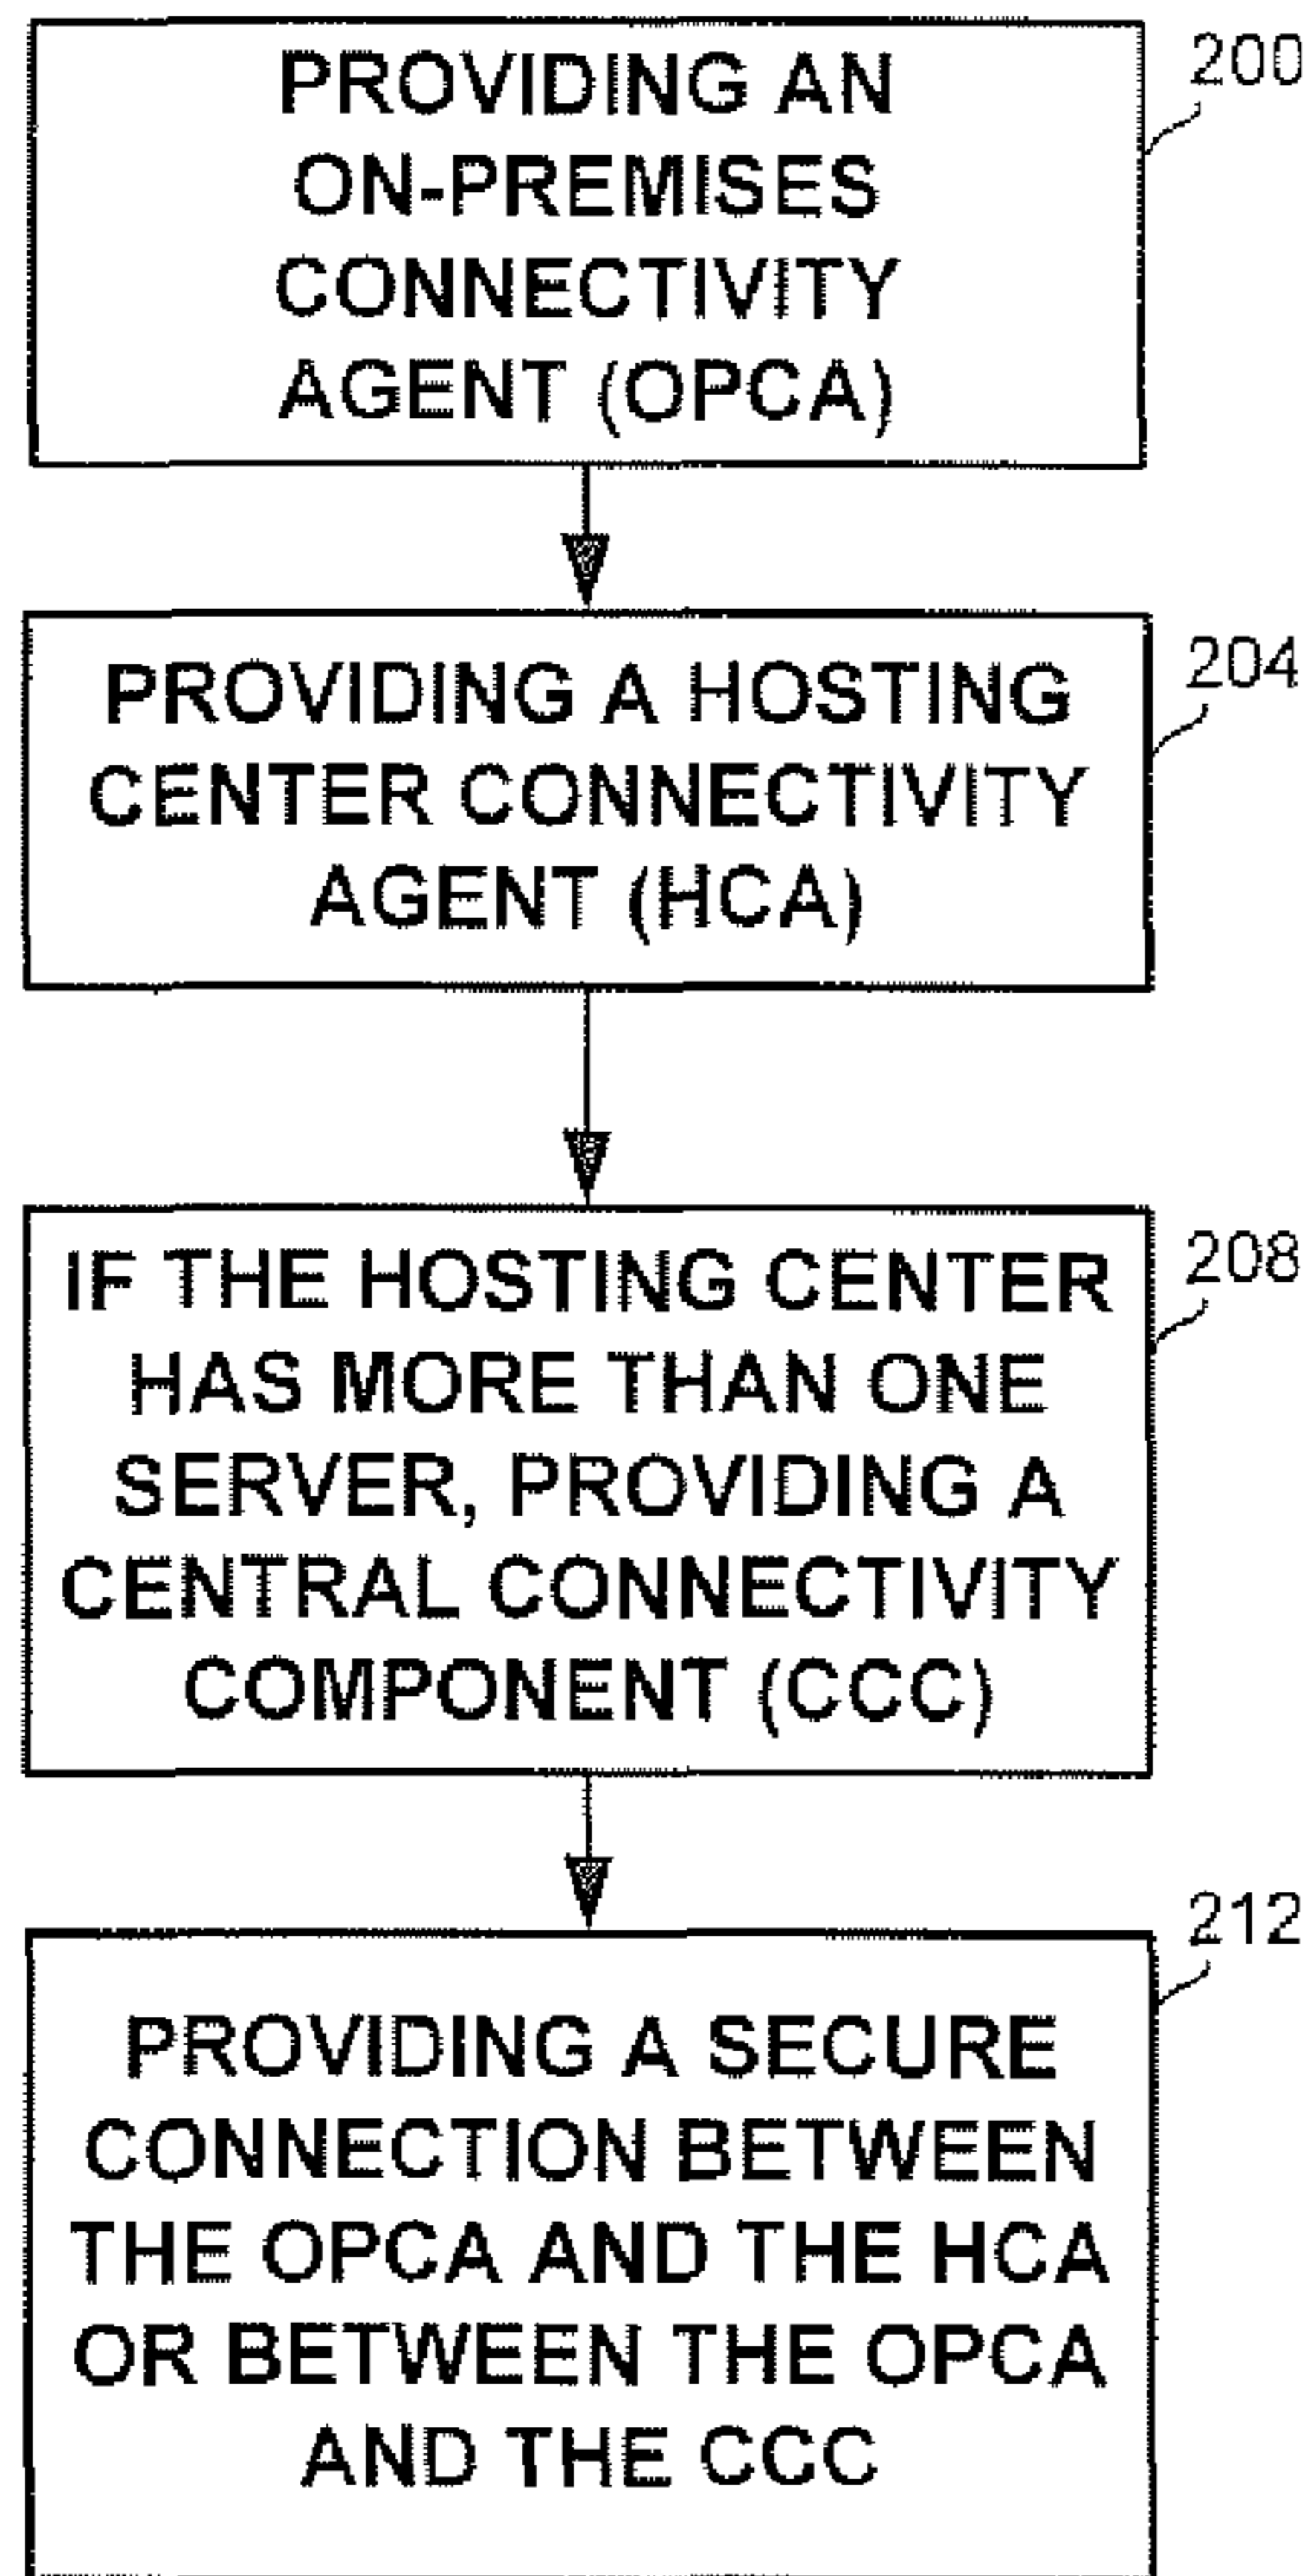 PROVIDING AN
ON-PREMISES
CONNECTIVITY
AGENT (OPCA)
200
PROVIDING A HOSTING
CENTER CONNECTIVITY
AGENT (HCA)
204
IF THE HOSTING CENTER
HAS MORE THAN ONE
SERVER, PROVIDING A
CENTRAL CONNECTIVITY
COMPONENT (CCC)
208
PROVIDING A SECURE
CONNECTION BETWEEN
THE OPCA AND THE HCA
OR BETWEEN THE OPCA
AND THE CCC
212